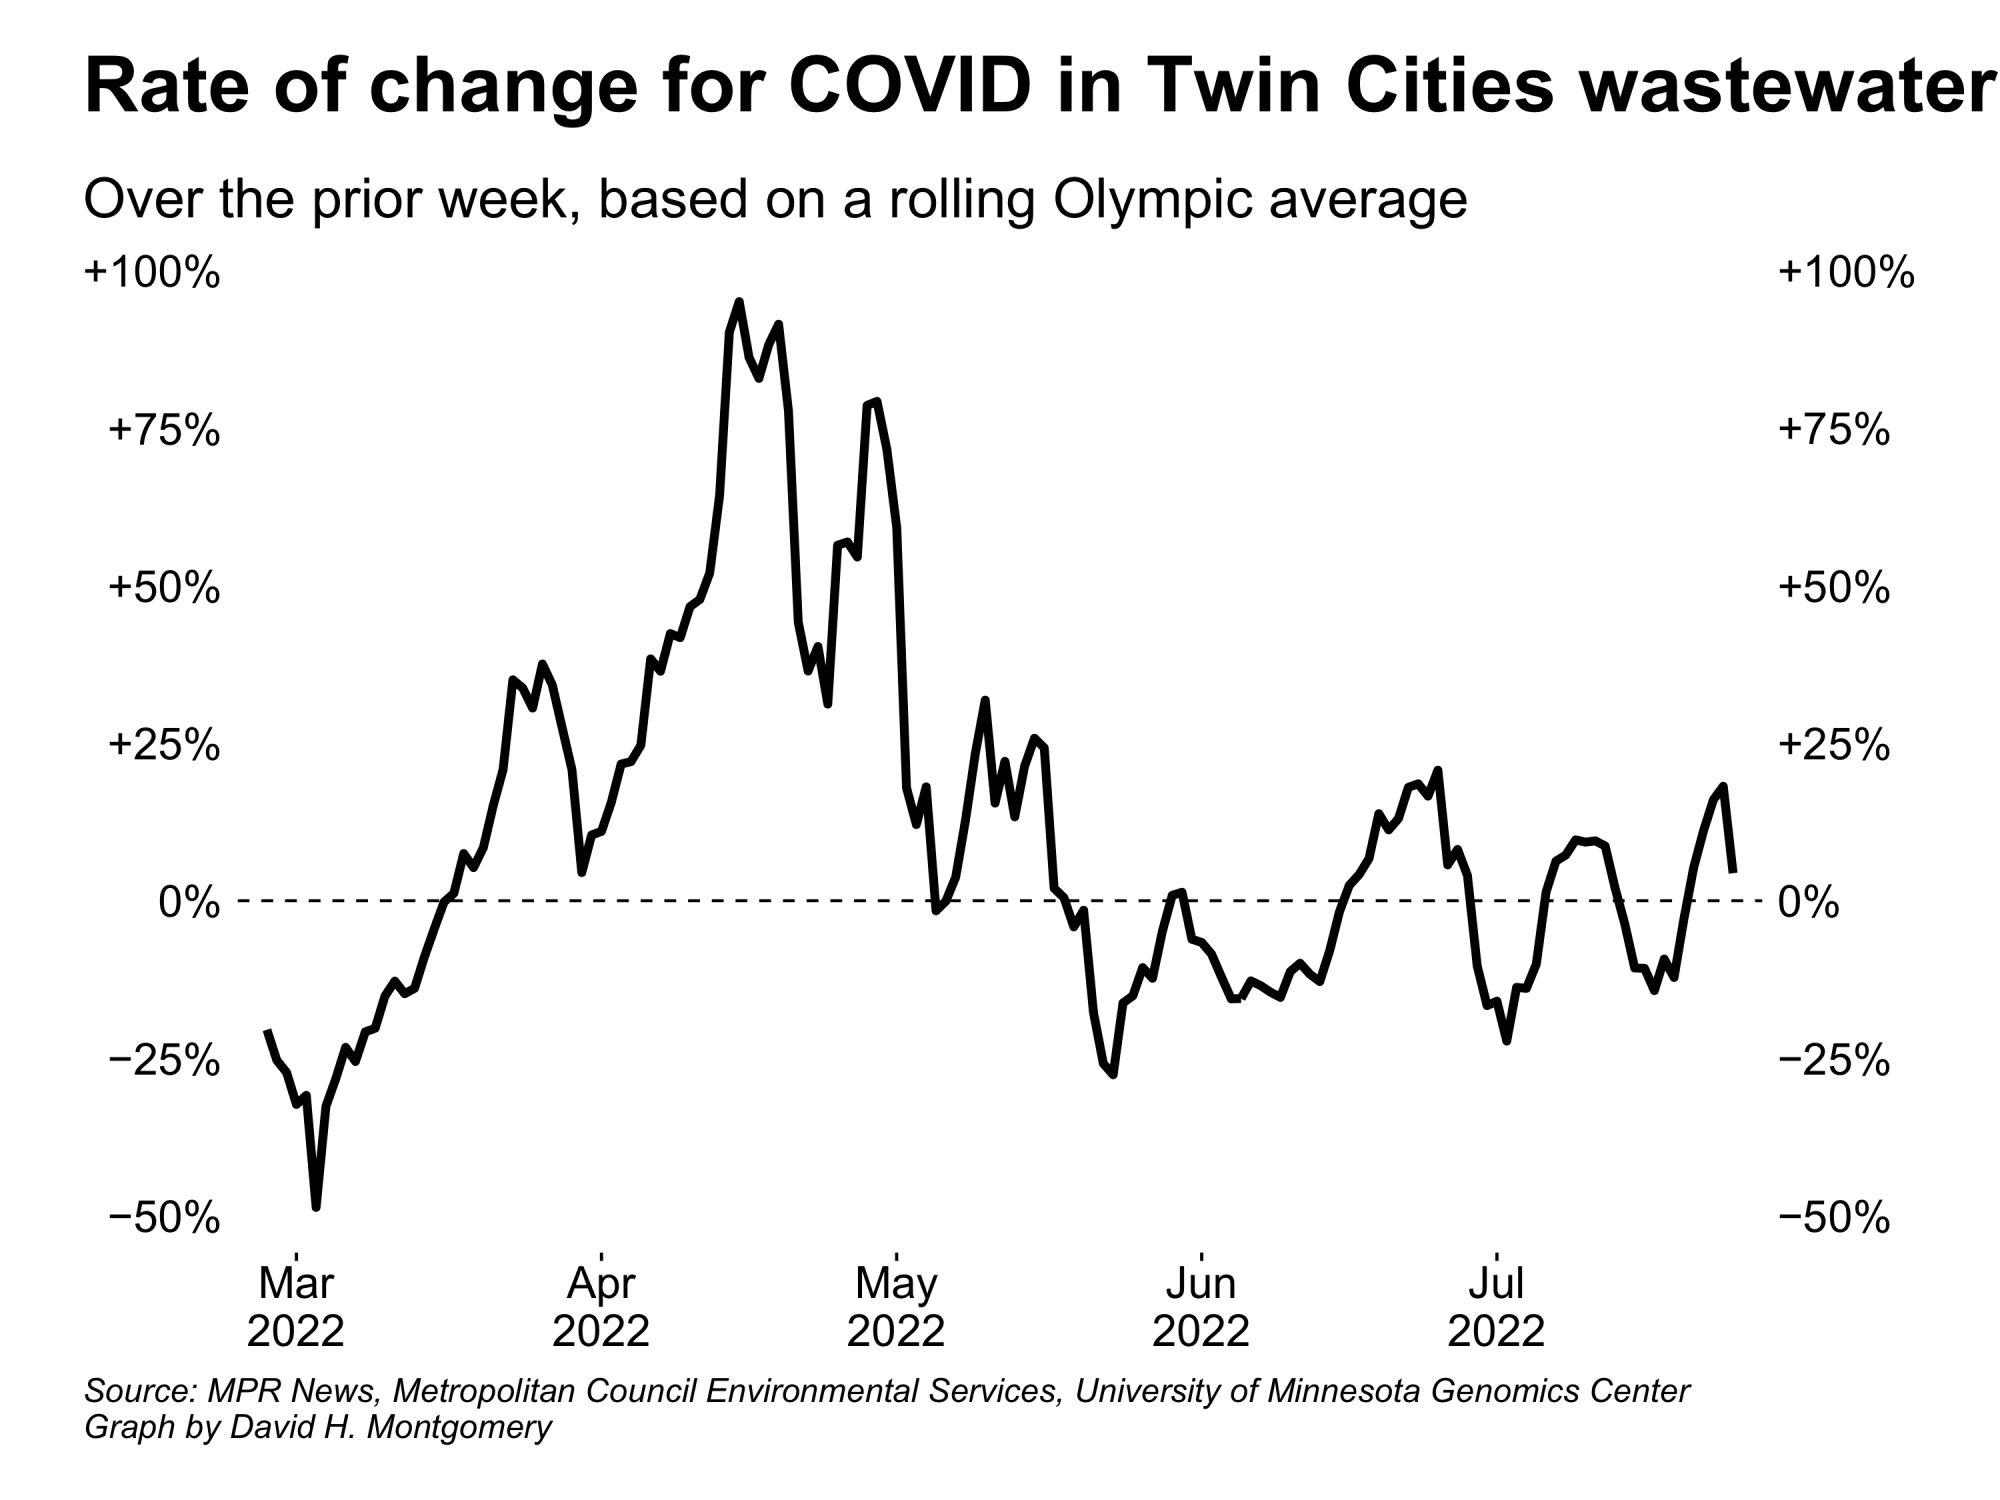 Rate of change for COVID in Twin Cities wastewater
Over the prior week, based on a rolling Olympic average
+100% +100%
+75% +75%
+50% +50%
+25% +25%
0% 0%
−25% −25%
−50% −50%
Mar Apr May Jun Jul
2022 2022 2022 2022 2022
Source: MPR News, Metropolitan Council Environmental Services, University of Minnesota Genomics Center
Graph by David H. Montgomery